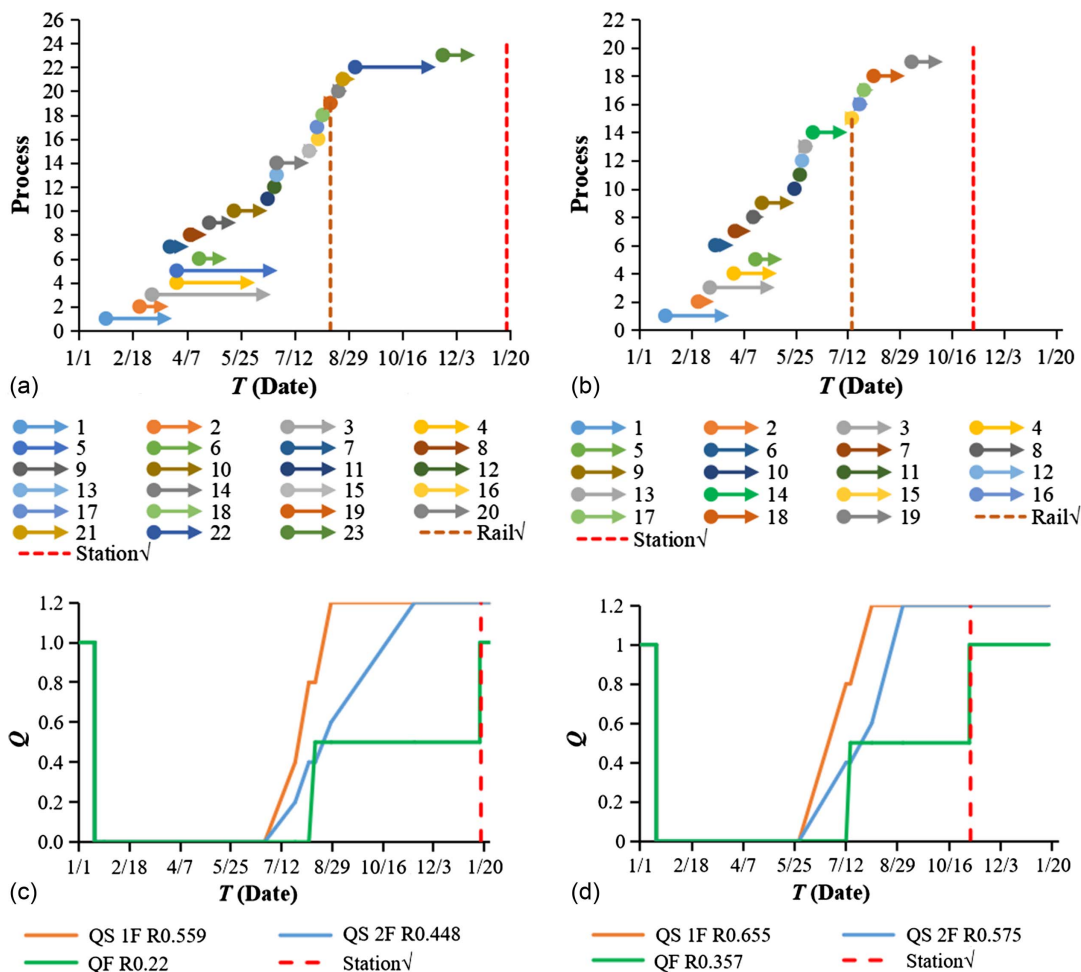 26
24
22
20
18
16
14
12
10
8
6
4
2
0
Process
1/1 2/18 4/7 5/25 7/12 8/29 10/16 12/3 1/20
(a)
T (Date)
22
20
18
16
14
12
10
8
6
4
2
0
Process
1/1 2/18 4/7 5/25 7/12 8/29 10/16 12/3 1/20
(b)
T (Date)
1 2 3 4
5 6 7 8
9 10 11 12
13 14 15 16
17 18 19 20
21 22 23 Rail√
Station√
1 2 3 4
5 6 7 8
9 10 11 12
13 14 15 16
17 18 19 Rail√
Station√
1.2
1.0
0.8
0.6
0.4
0.2
0.0
Q
1/1 2/18 4/7 5/25 7/12 8/29 10/16 12/3 1/20
(c)
T (Date)
QS 1F R0.559 QS 2F R0.448
QF R0.22 Station√
1.2
1
0.8
0.6
0.4
0.2
0
Q
1/1 2/18 4/7 5/25 7/12 8/29 10/16 12/3 1/20
(d)
T (Date)
QS 1F R0.655 QS 2F R0.575
QF R0.357 Station√